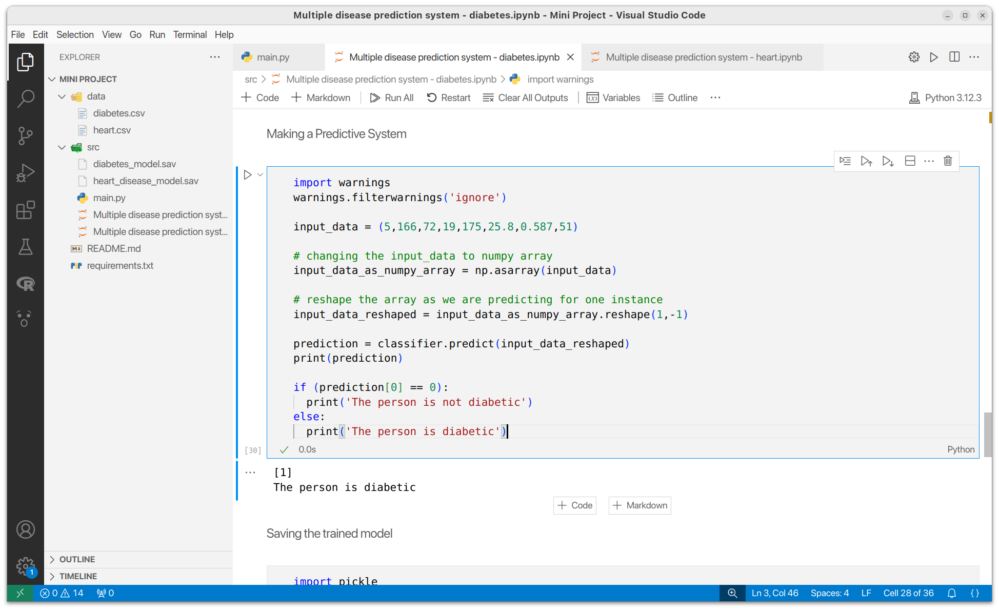 Multiple disease prediction system - diabetes.ipynb - Mini Project - Visual Studio Code
File Edit Selection View Go Run Terminal Help
EXPLORER
MINI PROJECT
data
diabetes.csv
heart.csv
src
diabetes_model.sav
heart_disease_model.sav
main.py
Multiple disease prediction syst...
Multiple disease prediction syst...
README.md
requirements.txt
OUTLINE
TIMELINE
main.py Multiple disease prediction system - diabetes.ipynb Multiple disease prediction system - heart.ipynb
src > Multiple disease prediction system - diabetes.ipynb > import warnings
Code Markdown Run All Restart Clear All Outputs Variables Outline ... Python 3.12.3
Making a Predictive System
import warnings
warnings.filterwarnings('ignore')
input_data = (5,166,72,19,175,25.8,0.587,51)
# changing the input_data to numpy array
input_data_as_numpy_array = np.asarray(input_data)
# reshape the array as we are predicting for one instance
input_data_reshaped = input_data_as_numpy_array.reshape(1,-1)
prediction = classifier.predict(input_data_reshaped)
print(prediction)
if (prediction[0] == 0):
print('The person is not diabetic')
else:
print('The person is diabetic')
[30] 0.0s Python
[1]
The person is diabetic
Code Markdown
Saving the trained model
import pickle
1
0 14 0 Ln 3, Col 46 Spaces: 4 LF Cell 28 of 36 {}